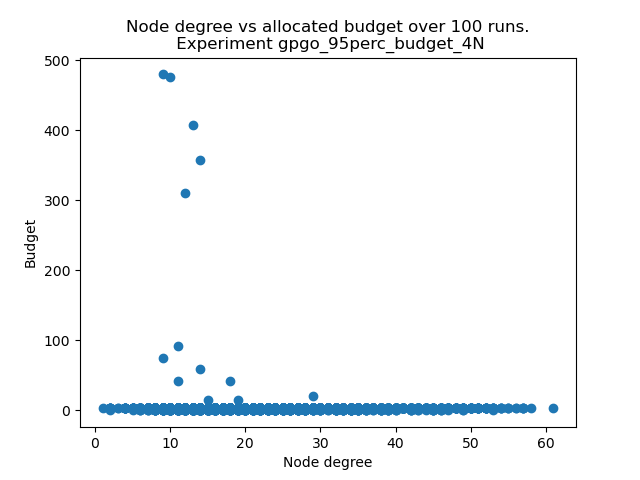 Node degree vs allocated budget over 100 runs.
Experiment gpgo_95perc_budget_4N
500
400
300
200
100
0
Budget
0 10 20 30 40 50 60
Node degree